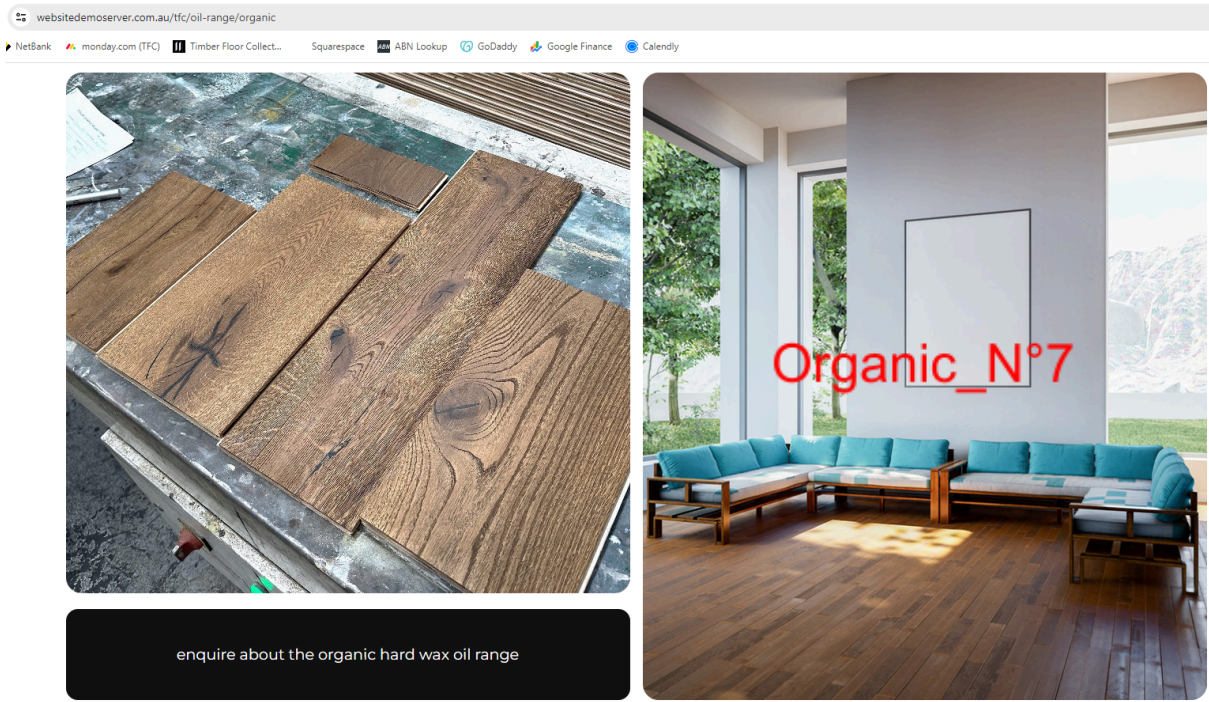 websitedemoserver.com.au/tfc/oil-range/organic
NetBank monday.com (TFC) Timber Floor Collect... Squarespace ABN ABN Lookup GoDaddy Google Finance Calendly
Organic_N°7
enquire about the organic hard wax oil range